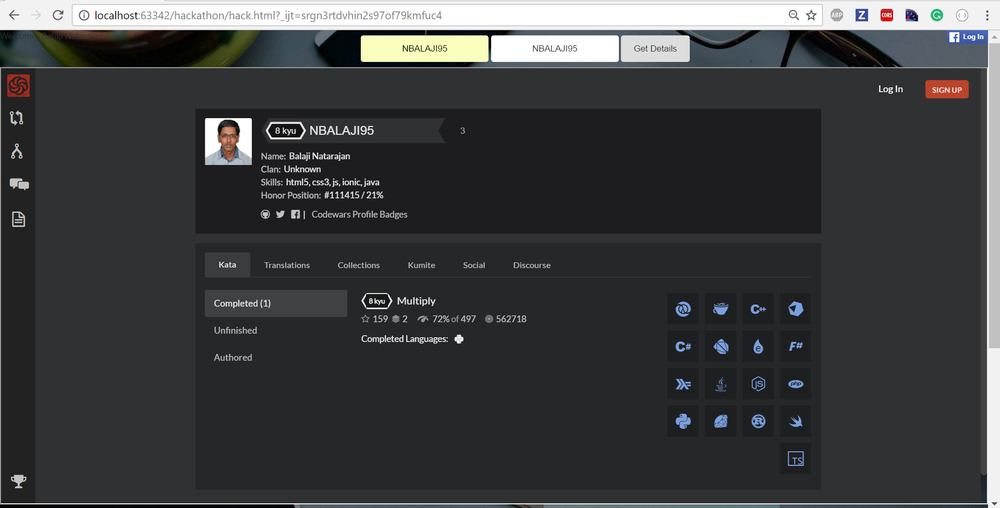 localhost:63342/hackathon/hack.html?_ijt=srgn3rtdvhin2s97of79kmfuc4
ABP
Z
CORS
G
{...}
Welcome, Balaji Natarajan
NBALAJI95
NBALAJI95
Get Details
f Log In
Log In
SIGN UP
8 kyu NBALAJI95 3
Name: Balaji Natarajan
Clan: Unknown
Skills: html5, css3, js, ionic, java
Honor Position: #111415 / 21%
| Codewars Profile Badges
Kata Translations Collections Kumite Social Discourse
Completed (1)
Unfinished
Authored
8 kyu Multiply
159 2 72% of 497 562718
Completed Languages:
C++
C# e F#
JS php
R
TS